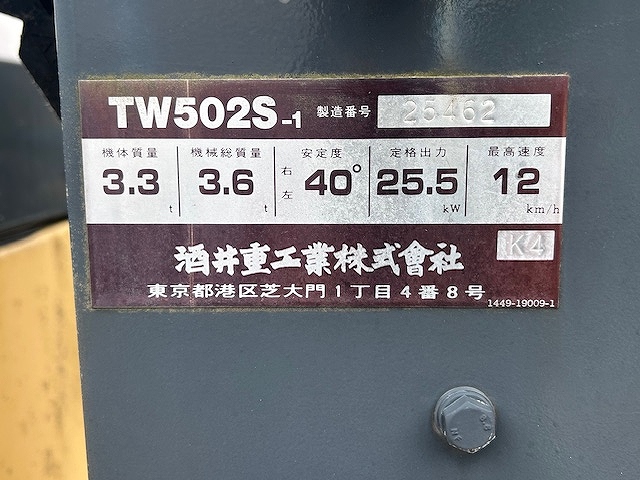 TW502S-1 製造番号 25462
機体質量 機械総質量 安定度 定格出力 最高速度
3.3 t 3.6 t 右左 40° 25.5 kW 12 km/h
K4
酒井重工業株式會社
東京都港区芝大門1丁目4番8号
1449-19009-1